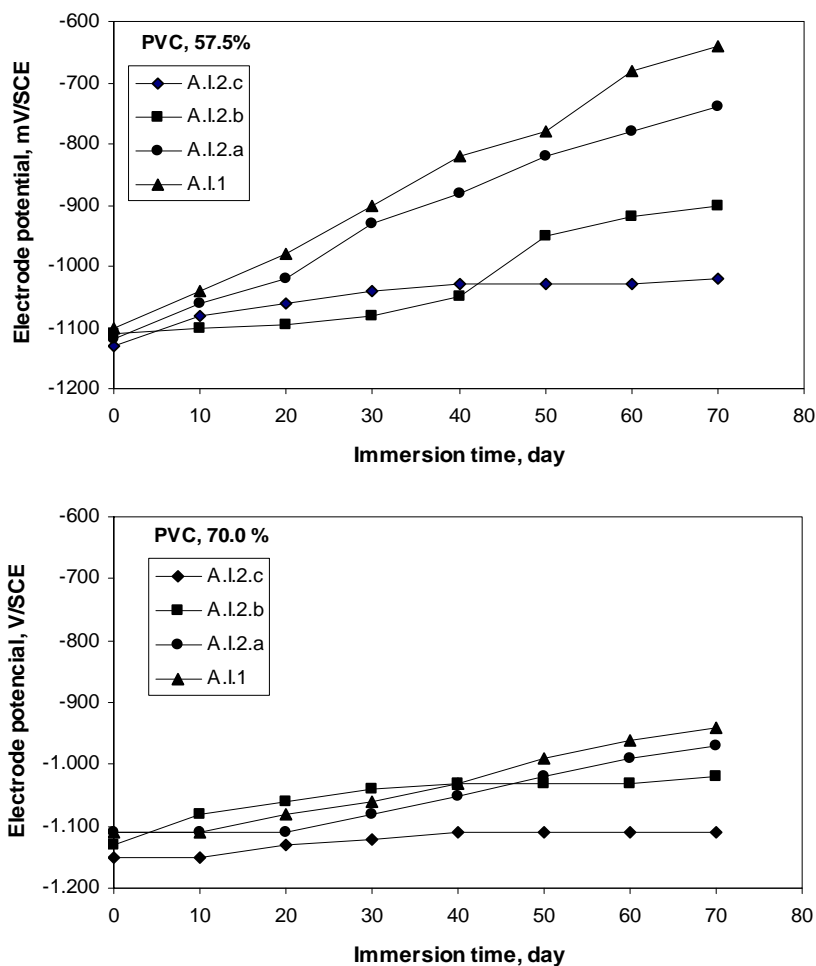 PVC, 57.5%
A.I.2.c
A.I.2.b
A.I.2.a
A.I.1
Electrode potential, mV/SCE
-600
-700
-800
-900
-1000
-1100
-1200
0 10 20 30 40 50 60 70 80
Immersion time, day
PVC, 70.0 %
A.I.2.c
A.I.2.b
A.I.2.a
A.I.1
Electrode potencial, V/SCE
-600
-700
-800
-900
-1.000
-1.100
-1.200
0 10 20 30 40 50 60 70 80
Immersion time, day